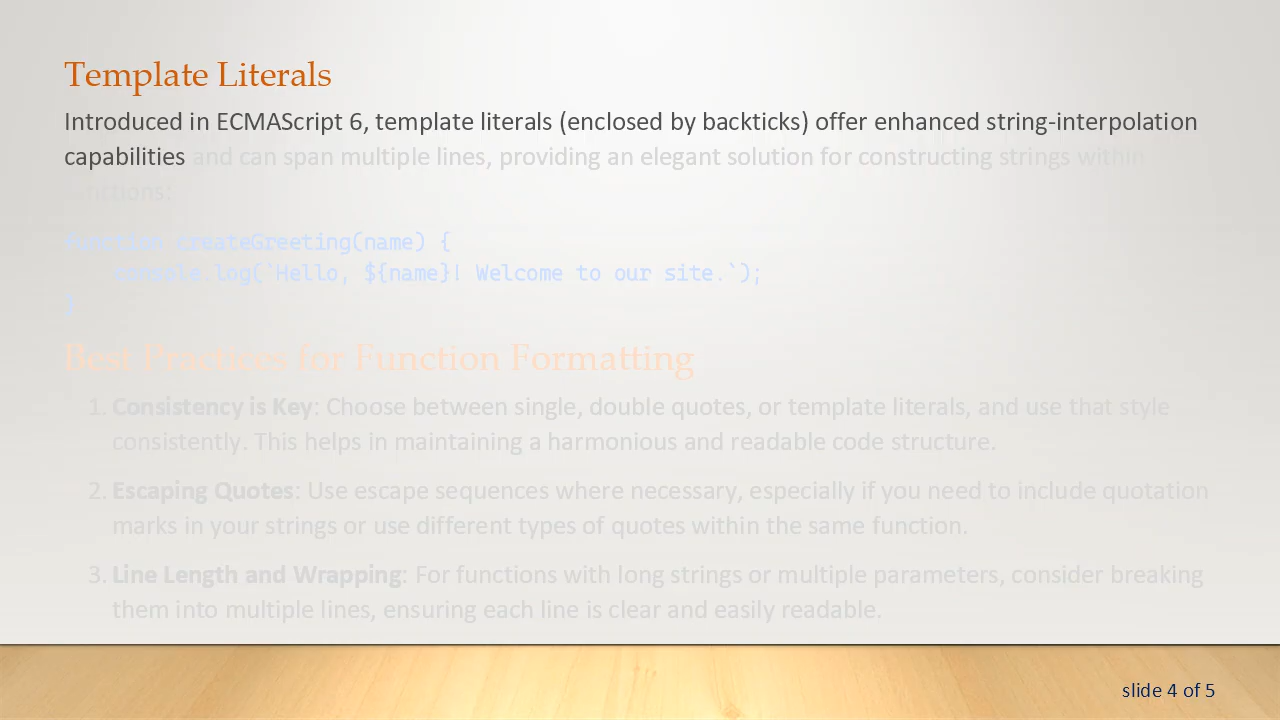 Template Literals
Introduced in ECMAScript 6, template literals (enclosed by backticks) offer enhanced string-interpolation
capabilities and can span multiple lines, providing an elegant solution for constructing strings within
functions:
function createGreeting(name) {
    console.log(`Hello, ${name}! Welcome to our site.`);
}
Best Practices for Function Formatting
1. Consistency is Key: Choose between single, double quotes, or template literals, and use that style
consistently. This helps in maintaining a harmonious and readable code structure.
2. Escaping Quotes: Use escape sequences where necessary, especially if you need to include quotation
marks in your strings or use different types of quotes within the same function.
3. Line Length and Wrapping: For functions with long strings or multiple parameters, consider breaking
them into multiple lines, ensuring each line is clear and easily readable.
slide 4 of 5